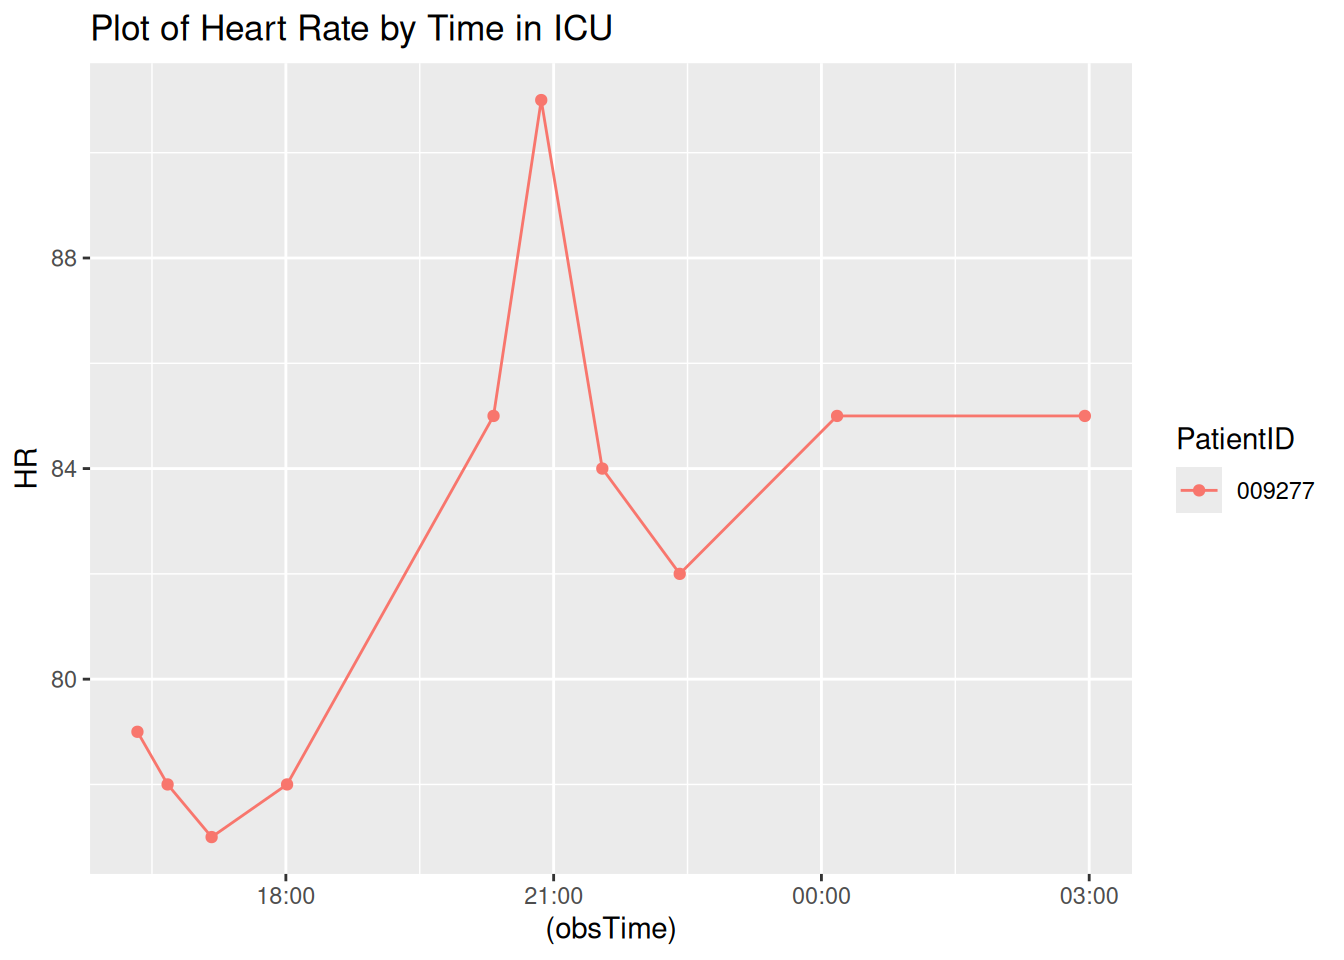 Plot of Heart Rate by Time in ICU
HR
88
84
80
18:00 21:00 00:00 03:00
(obsTime)
PatientID
009277